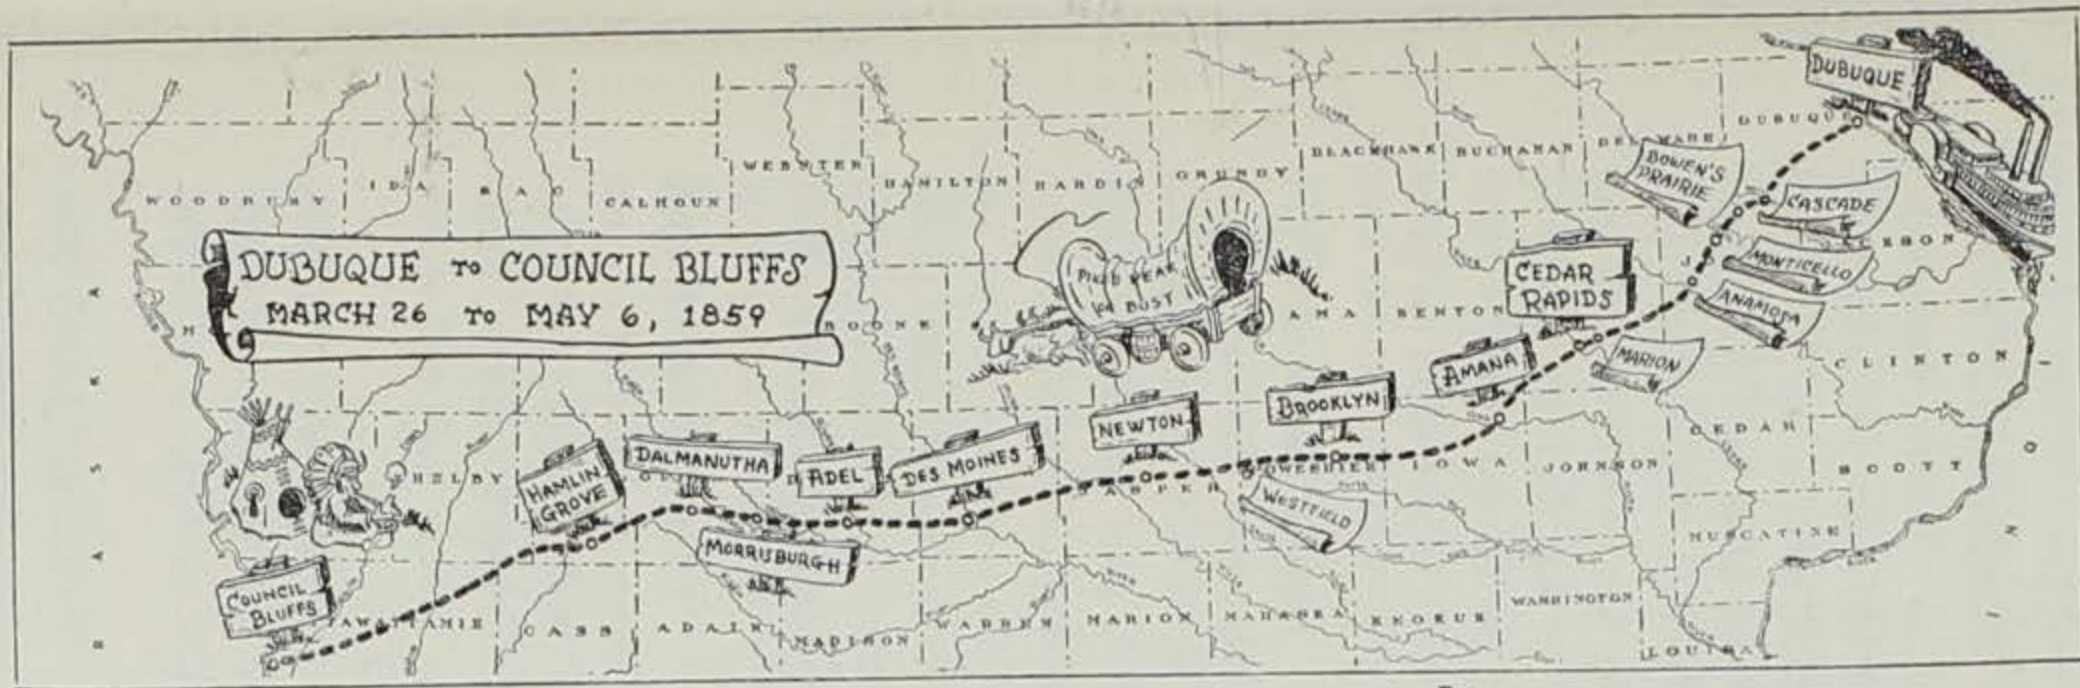 DUBUQUE TO COUNCIL BLUFFS
MARCH 26 TO MAY 6, 1859
DUBUQUE
DUBUQUE
BOWEN'S
PRAIRIE
CASCADE
MONTICELLO
ANAMOSA
MARION
CEDAR
RAPIDS
AMANA
BROOKLYN
WESTFIELD
NEWTON
DES MOINES
ADEL
MORRISBURGH
DALMANUTHA
HAMLIN
GROVE
COUNCIL
BLUFFS
PIKES PEAK
OR BUST
WOODBURY
IDA
SAC
CALHOUN
WEBSTER
HAMILTON
HARDIN
GRUNDY
BLACKHAWK
BUCHANAN
BOONE
AMA
BENTON
CLINTON
CEDAR
SCOTT
MUSCATINE
JOHNSON
IOWA
JASPER
SHELBY
CASS
ADAIR
MADISON
WARREN
MARION
MAHASKA
KEOKUK
WASHINGTON
LOUISA